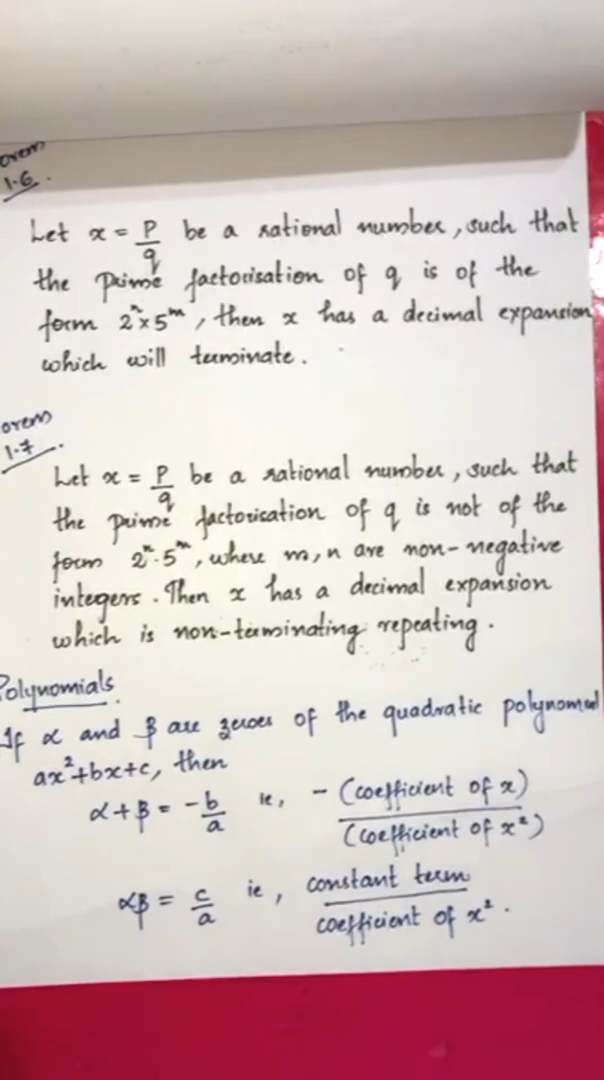 orem
1.6.
Let x = P/q be a rational number, such that
the prime factorisation of q is of the
form 2ⁿ×5ᵐ, then x has a decimal expansion
which will terminate.
orem
1.7.
Let x = P/q be a rational number, such that
the prime factorisation of q is not of the
form 2ⁿ.5ᵐ, where m,n are non-negative
integers. Then x has a decimal expansion
which is non-terminating repeating.
Polynomials.
If α and β are zeroes of the quadratic polynomial
ax²+bx+c, then
α+β = -b/a ie, - (coefficient of x)/(coefficient of x²)
αβ = c/a ie, constant term/coefficient of x².